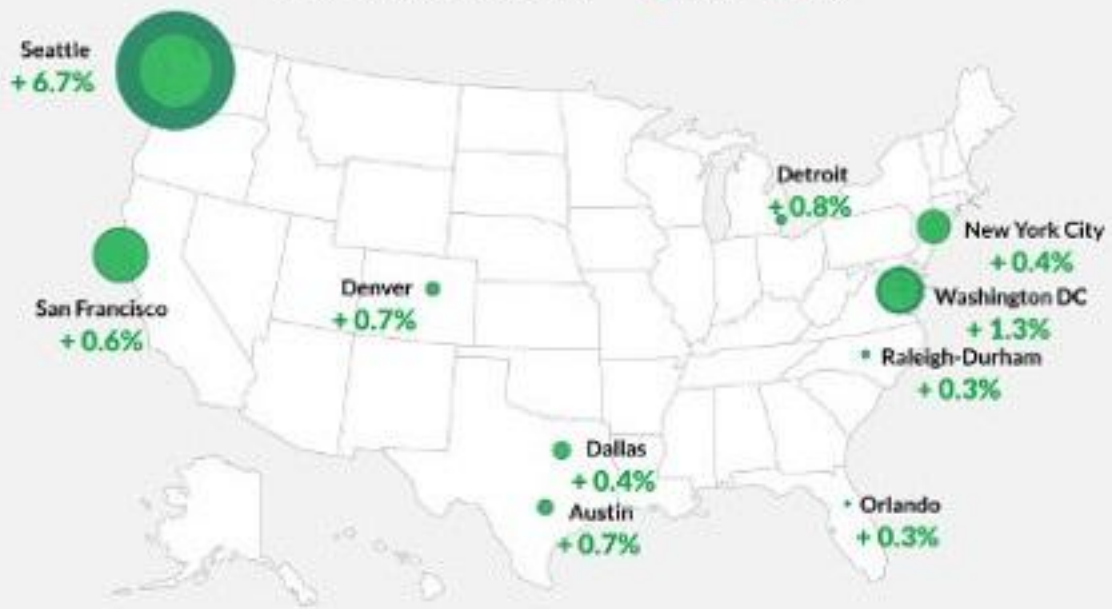 Seattle
+ 6.7%
Detroit
+ 0.8%
New York City
+ 0.4%
Denver
+ 0.7%
Washington DC
+ 1.3%
San Francisco
+ 0.6%
Raleigh-Durham
+ 0.3%
Dallas
+ 0.4%
Austin
+ 0.7%
Orlando
+ 0.3%